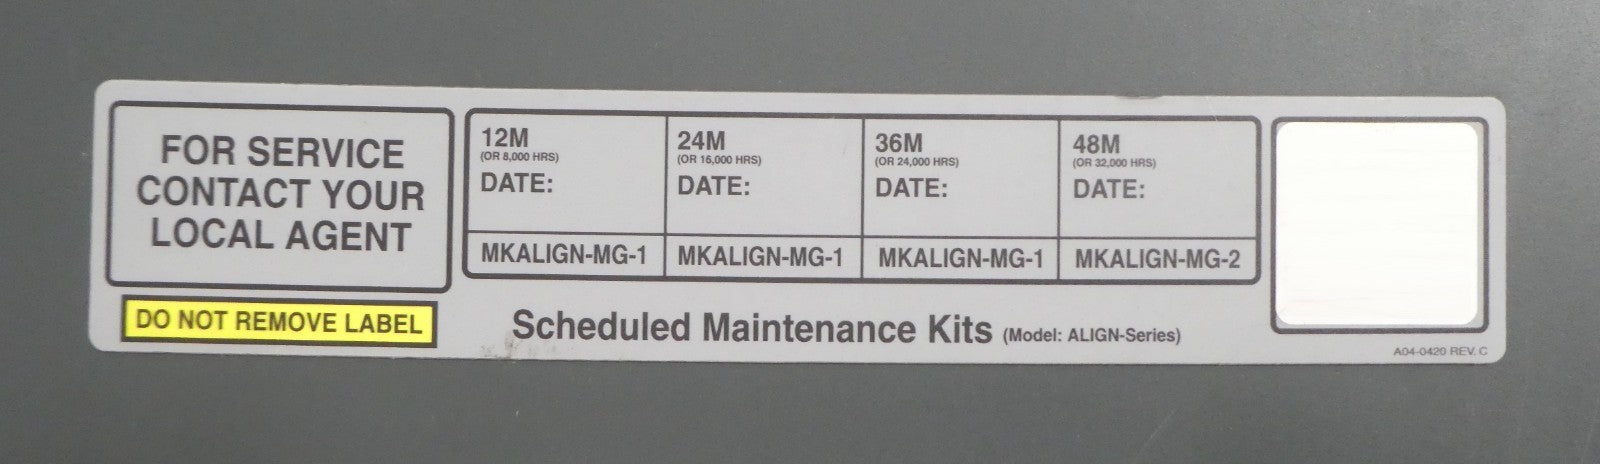 FOR SERVICE
CONTACT YOUR
LOCAL AGENT
DO NOT REMOVE LABEL
12M
(OR 8,000 HRS)
DATE:
MKALIGN-MG-1
24M
(OR 16,000 HRS)
DATE:
MKALIGN-MG-1
36M
(OR 24,000 HRS)
DATE:
MKALIGN-MG-1
48M
(OR 32,000 HRS)
DATE:
MKALIGN-MG-2
Scheduled Maintenance Kits (Model: ALIGN-Series)
A04-0420 REV. C